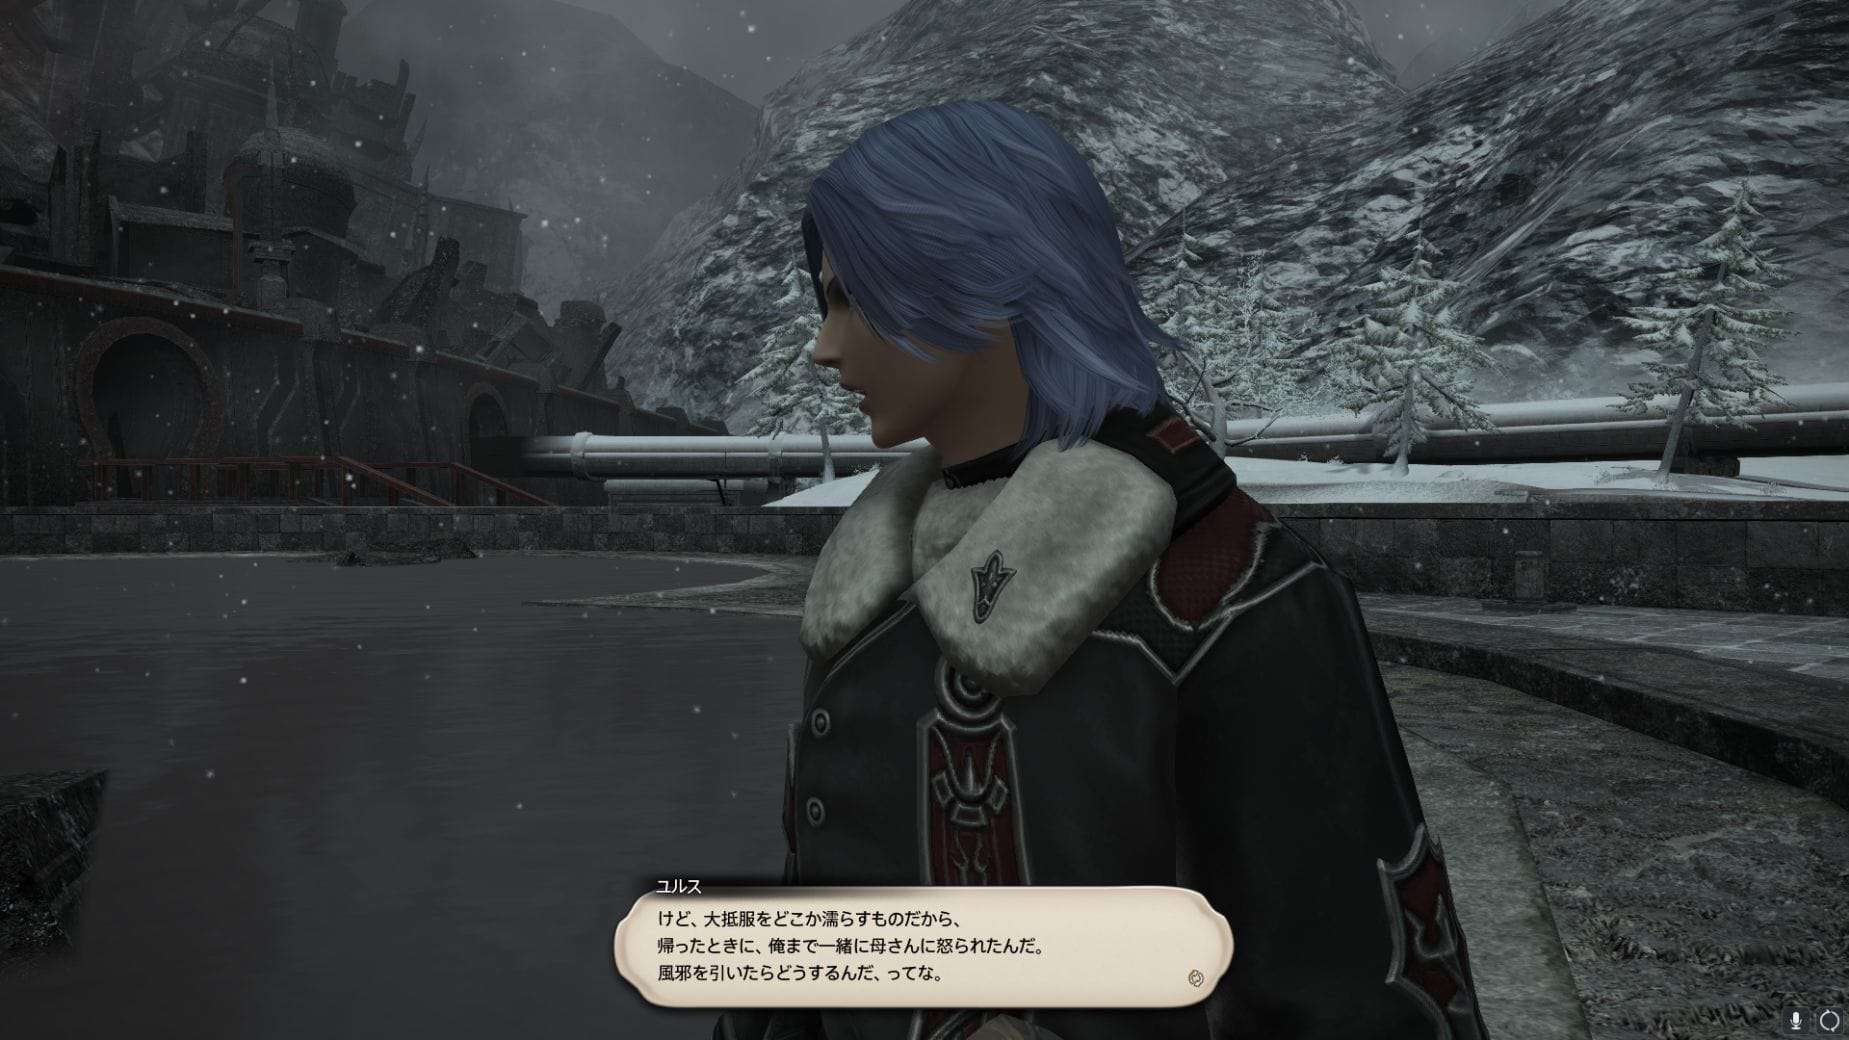 ユルス
けど、大抵服をどこか濡らすものだから、
帰ったときに、俺まで一緒に母さんに怒られたんだ。
風邪を引いたらどうするんだ、ってな。